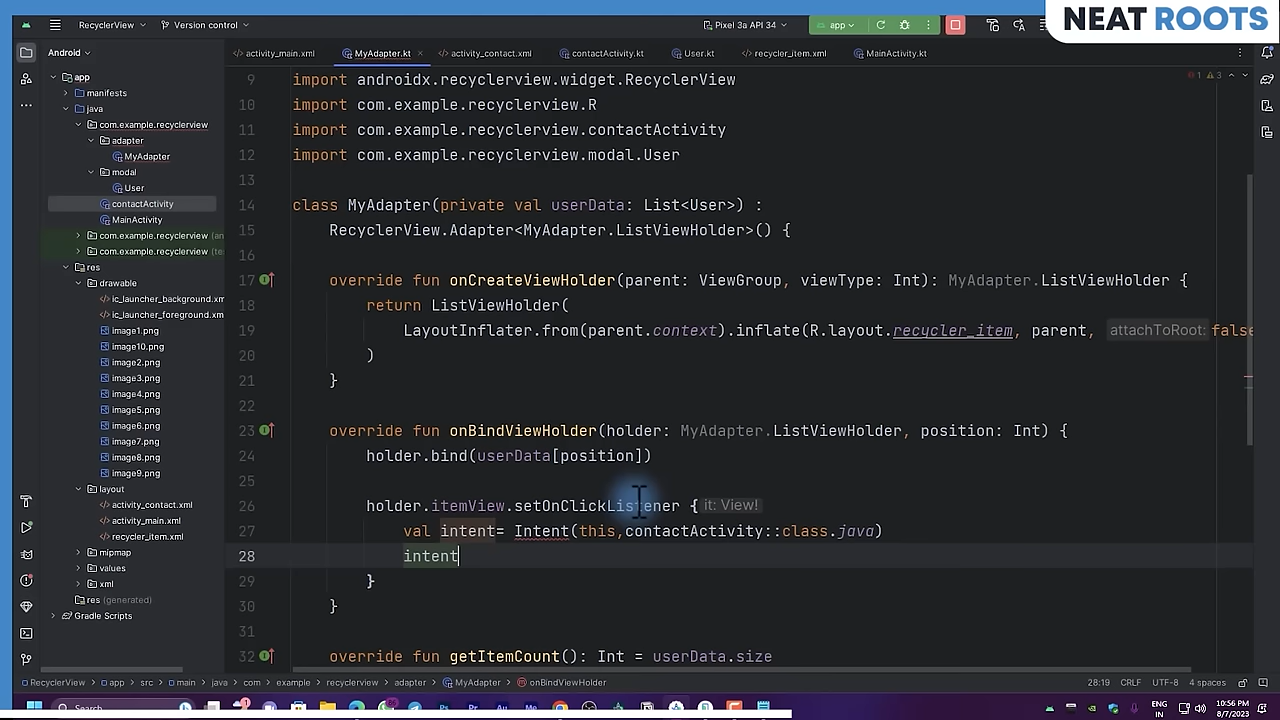 NEAT ROOTS
RecyclerView
Version control
Pixel 3a API 34
app
Android
activity_main.xml
MyAdapter.kt
activity_contact.xml
contactActivity.kt
User.kt
recycler_item.xml
MainActivity.kt
app
manifests
java
com.example.recyclerview
adapter
MyAdapter
modal
User
contactActivity
MainActivity
com.example.recyclerview (an
com.example.recyclerview (te
res
drawable
ic_launcher_background.xm
ic_launcher_foreground.xm
image1.png
image10.png
image2.png
image3.png
image4.png
image5.png
image6.png
image7.png
image8.png
image9.png
layout
activity_contact.xml
activity_main.xml
recycler_item.xml
mipmap
values
xml
res (generated)
Gradle Scripts
1 3
9 import androidx.recyclerview.widget.RecyclerView
10 import com.example.recyclerview.R
11 import com.example.recyclerview.contactActivity
12 import com.example.recyclerview.modal.User
13
14 class MyAdapter(private val userData: List<User>) :
15 RecyclerView.Adapter<MyAdapter.ListViewHolder>() {
16
17 override fun onCreateViewHolder(parent: ViewGroup, viewType: Int): MyAdapter.ListViewHolder {
18 return ListViewHolder(
19 LayoutInflater.from(parent.context).inflate(R.layout.recycler_item, parent, attachToRoot: false
20 )
21 }
22
23 override fun onBindViewHolder(holder: MyAdapter.ListViewHolder, position: Int) {
24 holder.bind(userData[position])
25
26 holder.itemView.setOnClickListener { it: View!
27 val intent= Intent(this,contactActivity::class.java)
28 intent
29 }
30 }
31
32 override fun getItemCount(): Int = userData.size
RecyclerView > app > src > main > java > com > example > recyclerview > adapter > MyAdapter > onBindViewHolder
28:19 CRLF UTF-8 4 spaces
Search
ENG IN
10:56 PM
8/7/2023